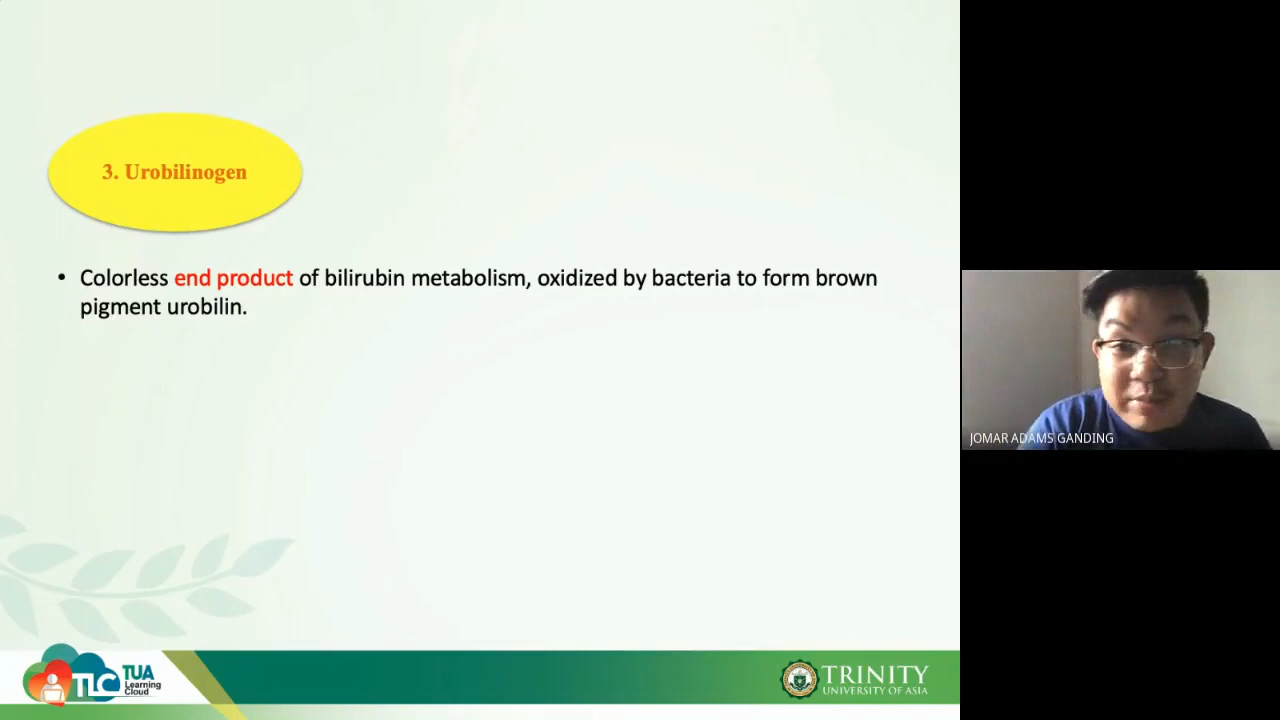 3. Urobilinogen
• Colorless end product of bilirubin metabolism, oxidized by bacteria to form brown
pigment urobilin.
JOMAR ADAMS GANDING
TLC
TUA
Learning
Cloud
TRINITY
UNIVERSITY OF ASIA